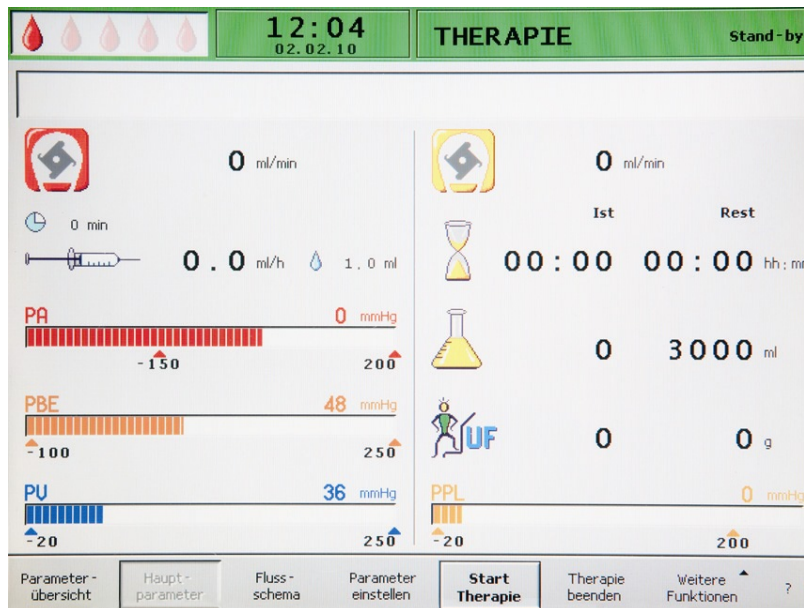 12:04
02.02.10
THERAPIE
Stand-by
0 ml/min
0 min
0.0 ml/h 1.0 ml
PA 0 mmHg
-150 200
PBE 48 mmHg
-100 250
PV 36 mmHg
-20 250
0 ml/min
Ist Rest
00:00 00:00 hh:mm
0 3000 ml
UF 0 0 g
PPL 0 mmHg
-20 200
Parameter-
übersicht
Haupt-
parameter
Fluss-
schema
Parameter
einstellen
Start
Therapie
Therapie
beenden
Weitere
Funktionen
?